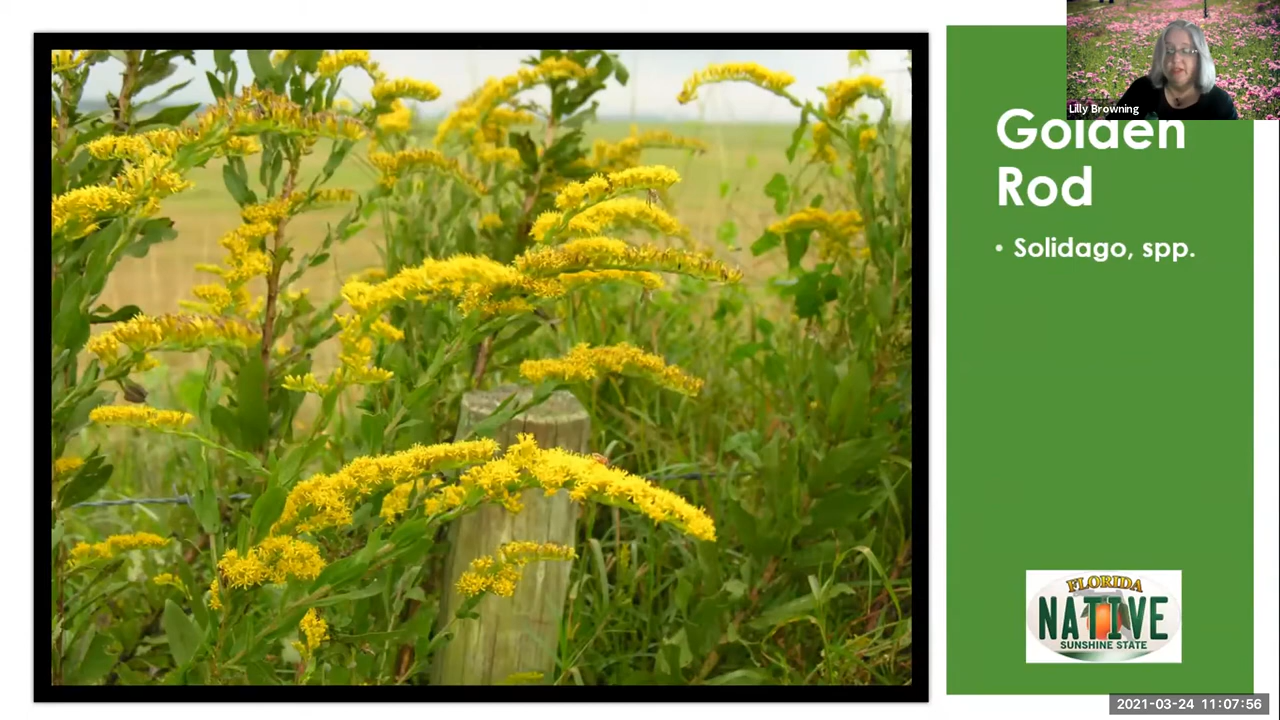 Lilly Browning
Golden
Rod
• Solidago, spp.
FLORIDA
NATIVE
SUNSHINE STATE
2021-03-24 11:07:56